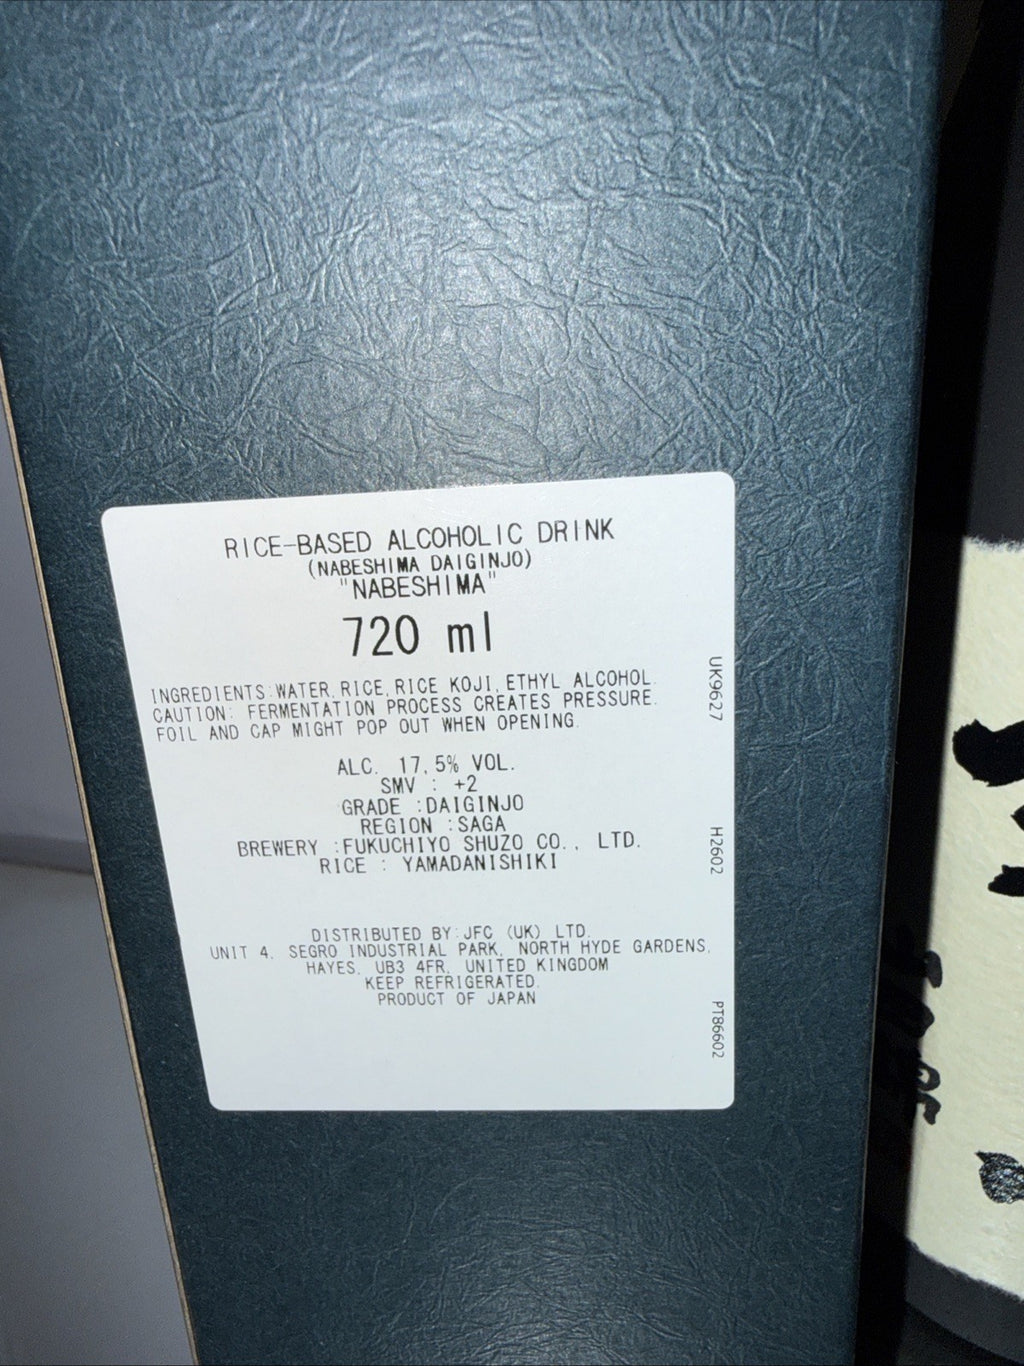 RICE-BASED ALCOHOLIC DRINK
(NABESHIMA DAIGINJO)
"NABESHIMA"
720 ml
INGREDIENTS:WATER, RICE, RICE KOJI, ETHYL ALCOHOL.
CAUTION: FERMENTATION PROCESS CREATES PRESSURE.
FOIL AND CAP MIGHT POP OUT WHEN OPENING.
ALC. 17.5% VOL.
SMV : +2
GRADE :DAIGINJO
REGION :SAGA
BREWERY :FUKUCHIYO SHUZO CO., LTD.
RICE : YAMADANISHIKI
DISTRIBUTED BY:JFC (UK) LTD.
UNIT 4, SEGRO INDUSTRIAL PARK, NORTH HYDE GARDENS,
HAYES, UB3 4FR, UNITED KINGDOM
KEEP REFRIGERATED.
PRODUCT OF JAPAN
UK9627
H2602
PT86602